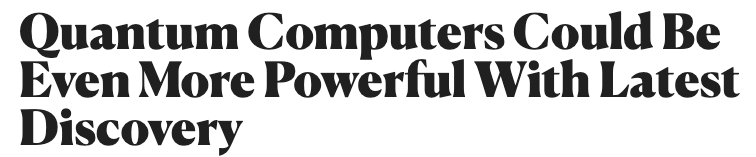 Quantum Computers Could Be
Even More Powerful With Latest
Discovery